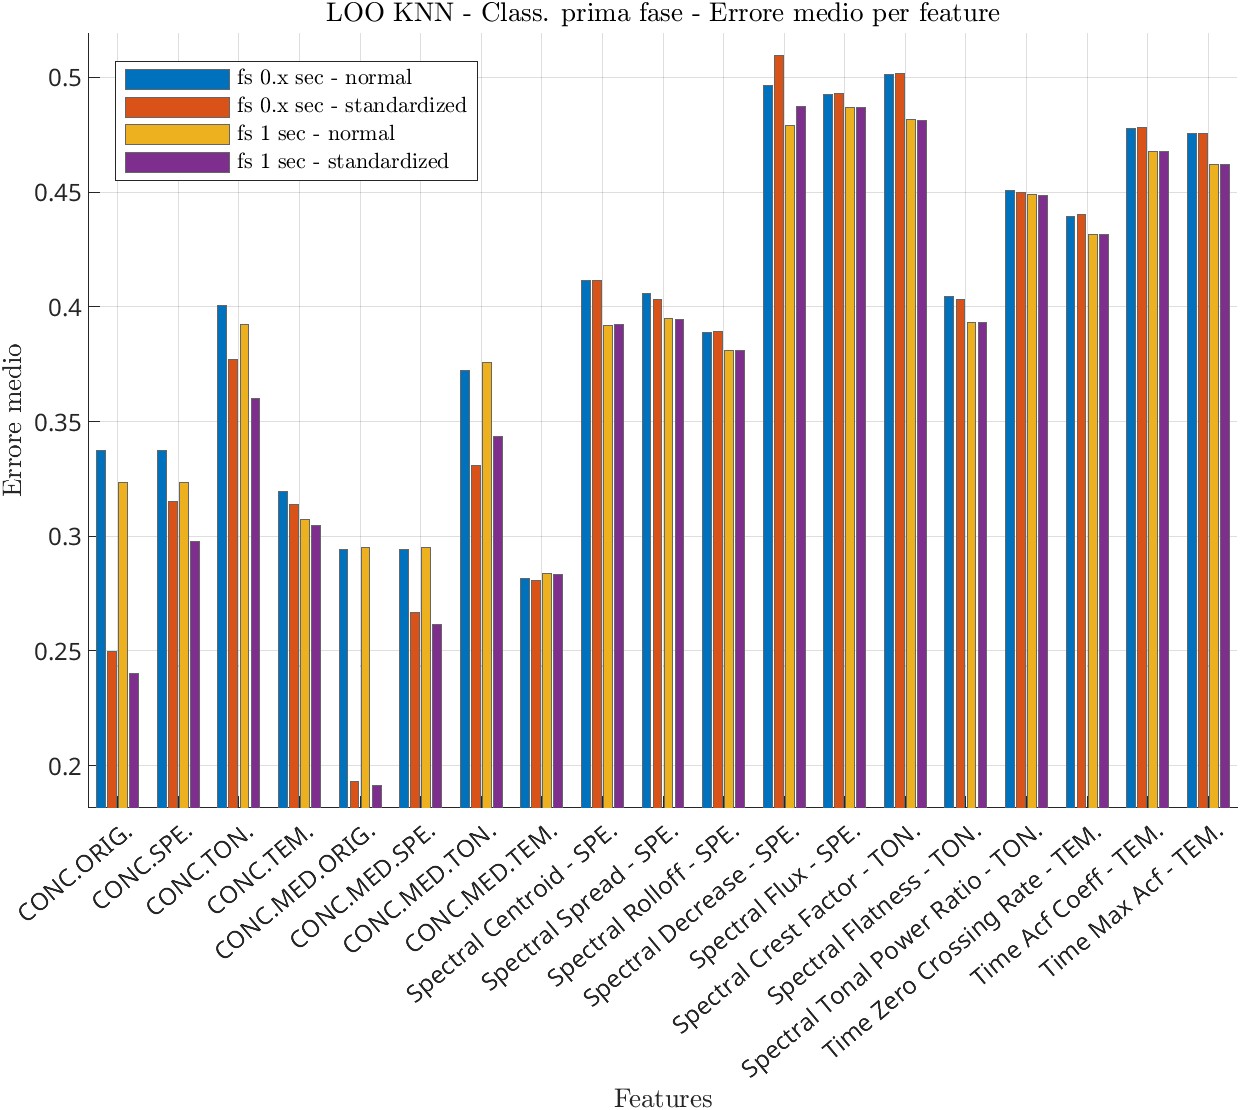 LOO KNN - Class. prima fase - Errore medio per feature
fs 0.x sec - normal
fs 0.x sec - standardized
fs 1 sec - normal
fs 1 sec - standardized
0.5
0.45
0.4
0.35
0.3
0.25
0.2
Errore medio
CONC.ORIG.
CONC.SPE.
CONC.TON.
CONC.TEM.
CONC.MED.ORIG.
CONC.MED.SPE.
CONC.MED.TON.
CONC.MED.TEM.
Spectral Centroid - SPE.
Spectral Spread - SPE.
Spectral Rolloff - SPE.
Spectral Decrease - SPE.
Spectral Flux - SPE.
Spectral Crest Factor - TON.
Spectral Flatness - TON.
Spectral Tonal Power Ratio - TON.
Time Zero Crossing Rate - TEM.
Time Acf Coeff - TEM.
Time Max Acf - TEM.
Features